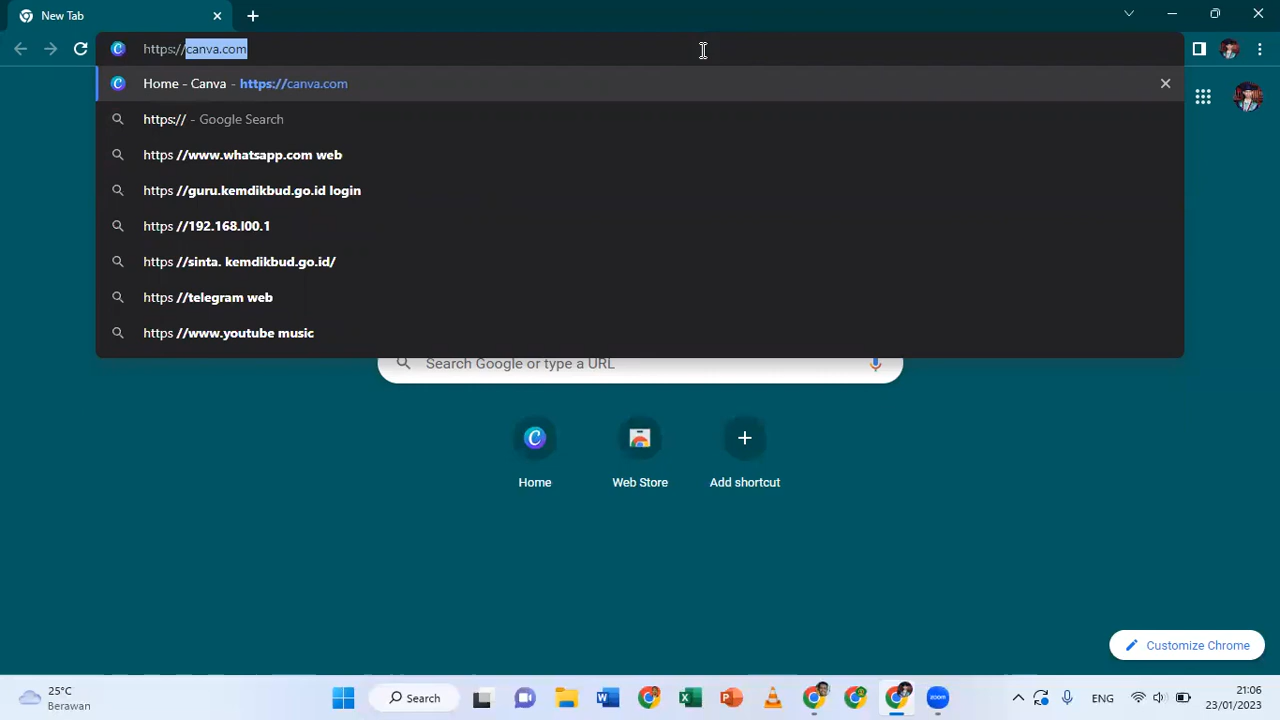 New Tab
https://canva.com
Home - Canva - https://canva.com
https:// - Google Search
https //www.whatsapp.com web
https //guru.kemdikbud.go.id login
https //192.168.l00.1
https //sinta. kemdikbud.go.id/
https //telegram web
https //www.youtube music
Search Google or type a URL
Home
Web Store
Add shortcut
Customize Chrome
25°C
Berawan
Search
zoom
ENG
21:06
23/01/2023